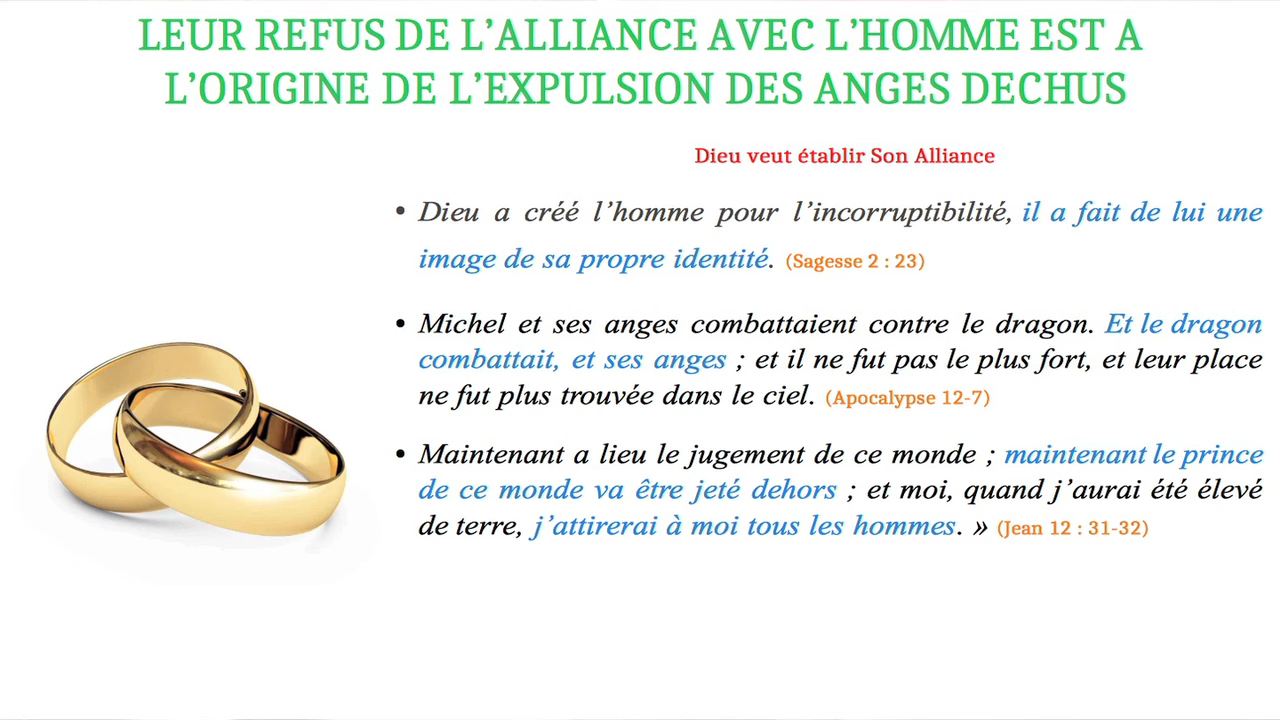 LEUR REFUS DE L’ALLIANCE AVEC L’HOMME EST A
L’ORIGINE DE L’EXPULSION DES ANGES DECHUS
Dieu veut établir Son Alliance
• Dieu a créé l’homme pour l’incorruptibilité, il a fait de lui une
image de sa propre identité. (Sagesse 2 : 23)
• Michel et ses anges combattaient contre le dragon. Et le dragon
combattait, et ses anges ; et il ne fut pas le plus fort, et leur place
ne fut plus trouvée dans le ciel. (Apocalypse 12-7)
• Maintenant a lieu le jugement de ce monde ; maintenant le prince
de ce monde va être jeté dehors ; et moi, quand j’aurai été élevé
de terre, j’attirerai à moi tous les hommes. » (Jean 12 : 31-32)